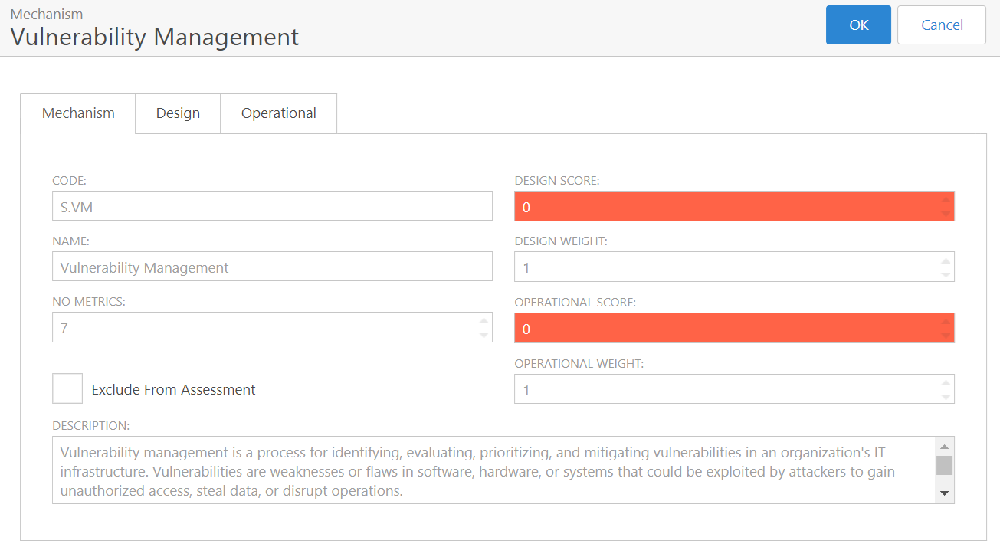 Mechanism
Vulnerability Management
OK
Cancel
Mechanism
Design
Operational
CODE:
S.VM
NAME:
Vulnerability Management
NO METRICS:
7
Exclude From Assessment
DESIGN SCORE:
0
DESIGN WEIGHT:
1
OPERATIONAL SCORE:
0
OPERATIONAL WEIGHT:
1
DESCRIPTION:
Vulnerability management is a process for identifying, evaluating, prioritizing, and mitigating vulnerabilities in an organization's IT
infrastructure. Vulnerabilities are weaknesses or flaws in software, hardware, or systems that could be exploited by attackers to gain
unauthorized access, steal data, or disrupt operations.